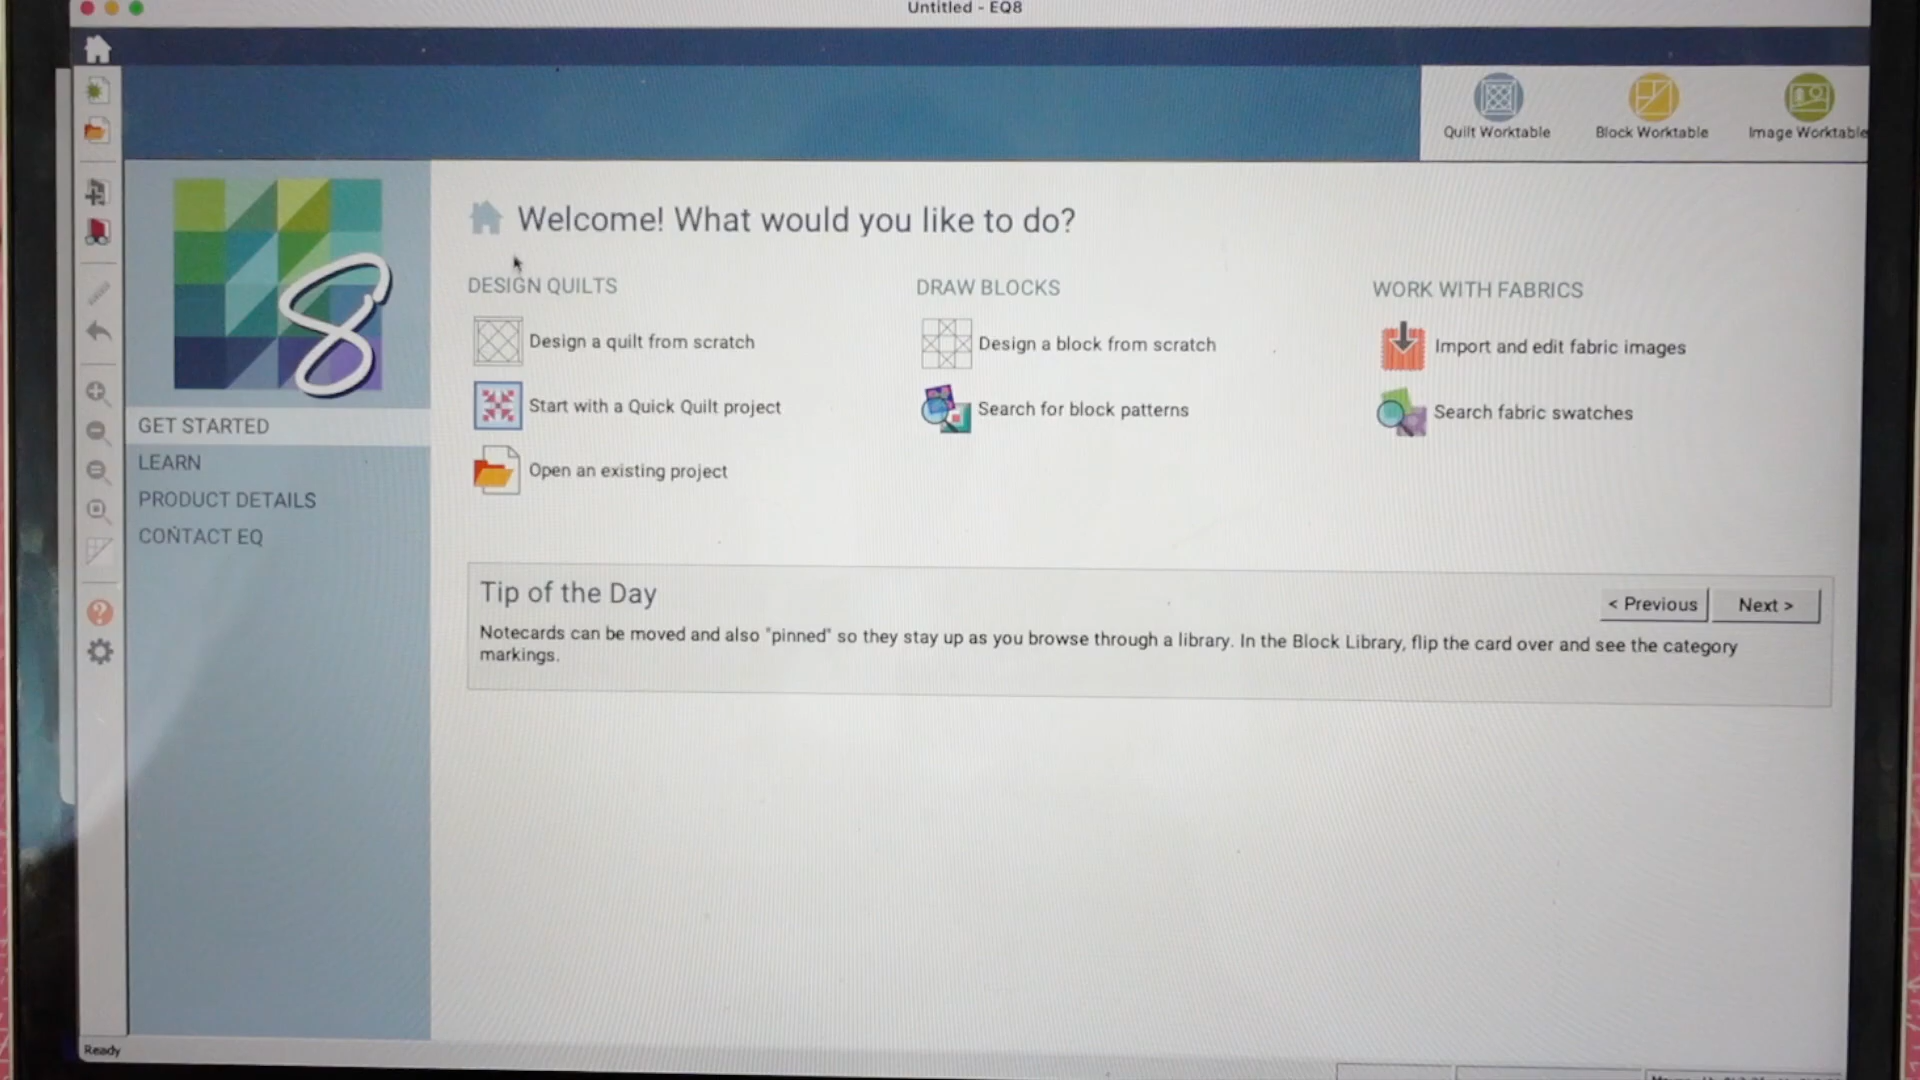 Untitled - EQ8
Quilt Worktable
Block Worktable
Image Worktable
8
Welcome! What would you like to do?
DESIGN QUILTS
Design a quilt from scratch
Start with a Quick Quilt project
Open an existing project
DRAW BLOCKS
Design a block from scratch
Search for block patterns
WORK WITH FABRICS
Import and edit fabric images
Search fabric swatches
GET STARTED
LEARN
PRODUCT DETAILS
CONTACT EQ
Tip of the Day
< Previous
Next >
Notecards can be moved and also "pinned" so they stay up as you browse through a library. In the Block Library, flip the card over and see the category
markings.
Ready